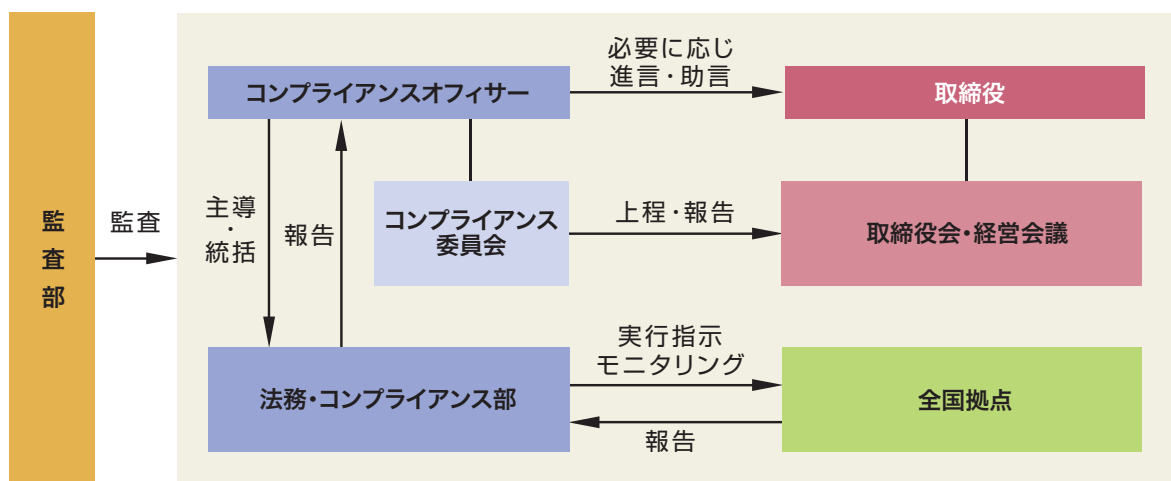 監査部
監査
コンプライアンスオフィサー
必要に応じ
進言・助言
取締役
主導・統括
報告
コンプライアンス
委員会
上程・報告
取締役会・経営会議
法務・コンプライアンス部
実行指示
モニタリング
全国拠点
報告